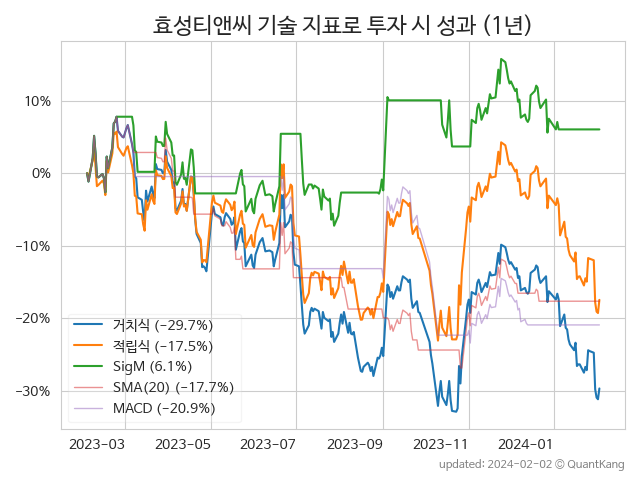 효성티앤씨 기술 지표로 투자 시 성과 (1년)
10%
0%
−10%
−20%
−30%
거치식 (−29.7%)
적립식 (−17.5%)
SigM (6.1%)
SMA(20) (−17.7%)
MACD (−20.9%)
2023−03 2023−05 2023−07 2023−09 2023−11 2024−01
updated: 2024−02−02 © QuantKang